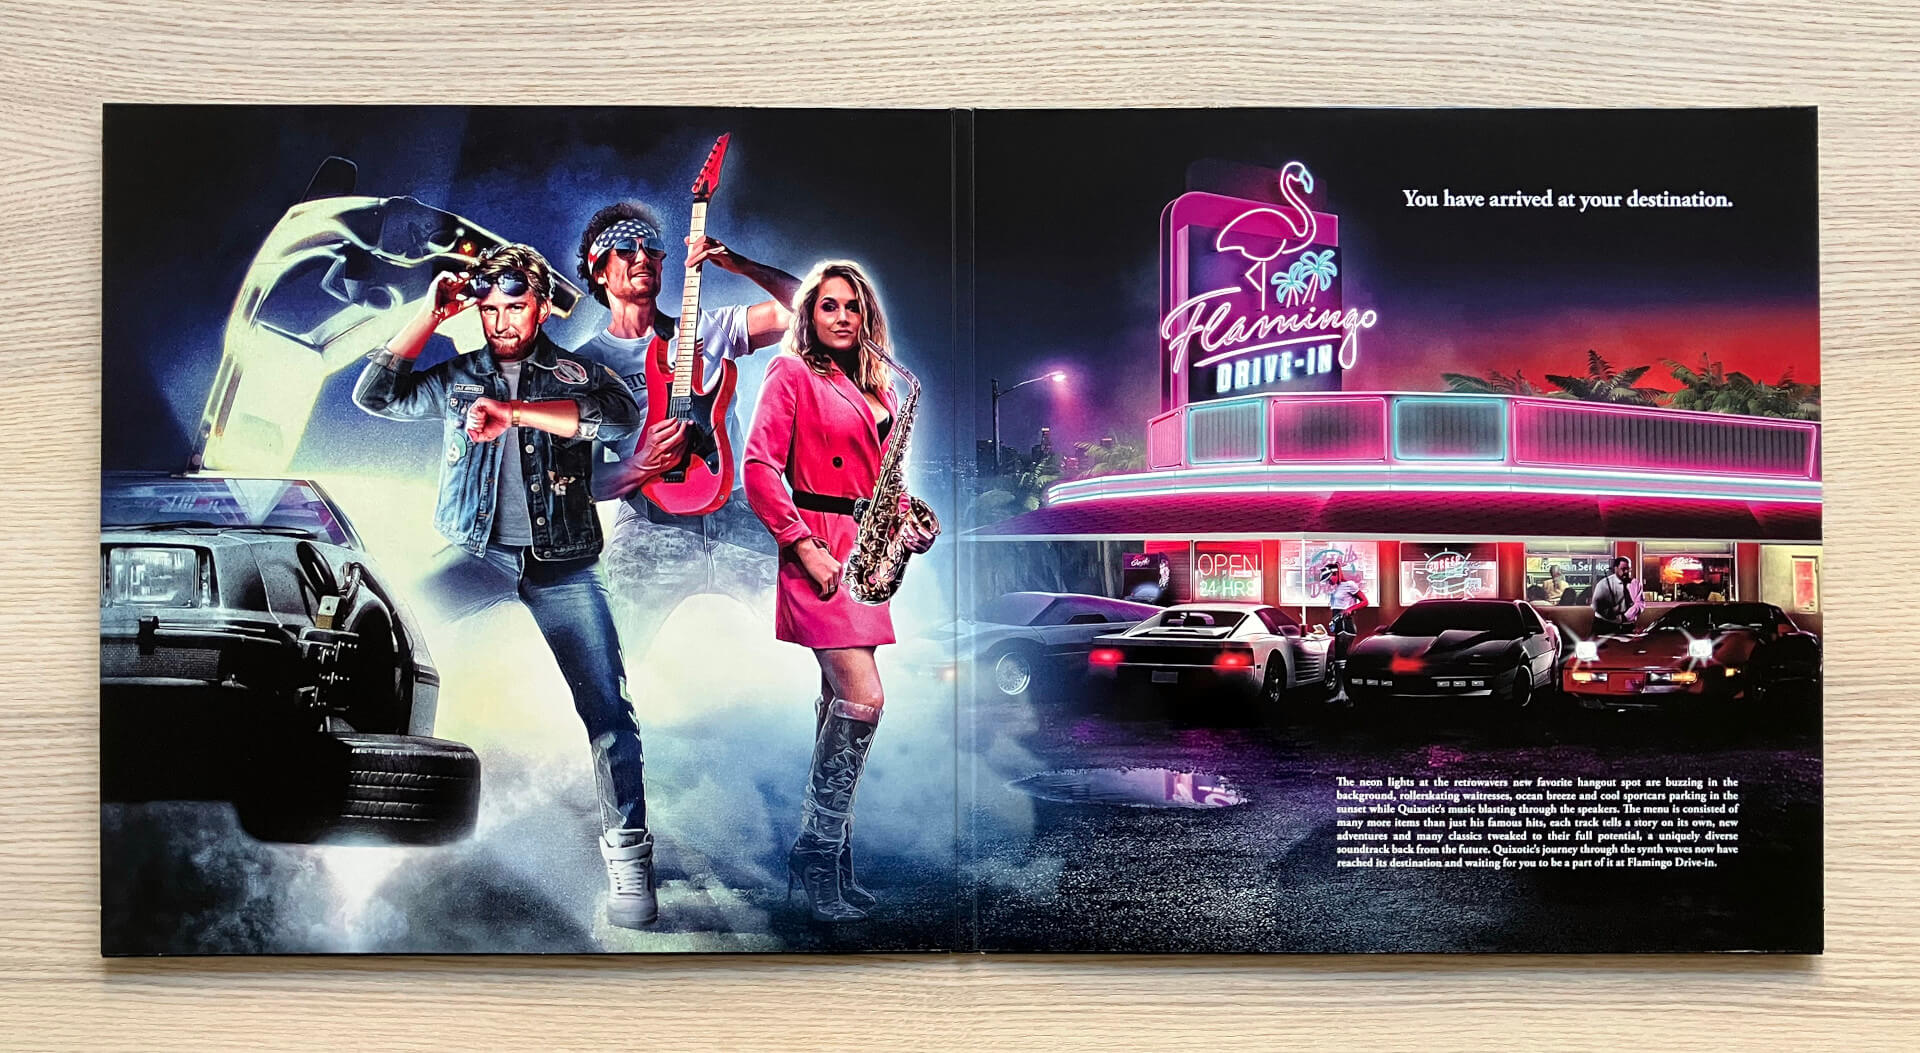 You have arrived at your destination.
Flamingo
DRIVE-IN
OPEN
24 HRS
The neon lights at the retrowavers new favorite hangout spot are buzzing in the
background, rollerskating waitresses, ocean breeze and cool sportcars parking in the
sunset while Quixotic's music blasting through the speakers. The menu is consisted of
many more items than just his famous hits, each track tells a story on its own, new
adventures and many classics tweaked to their full potential, a uniquely diverse
soundtrack back from the future. Quixotic's journey through the synth waves now have
reached its destination and waiting for you to be a part of it at Flamingo Drive-in.